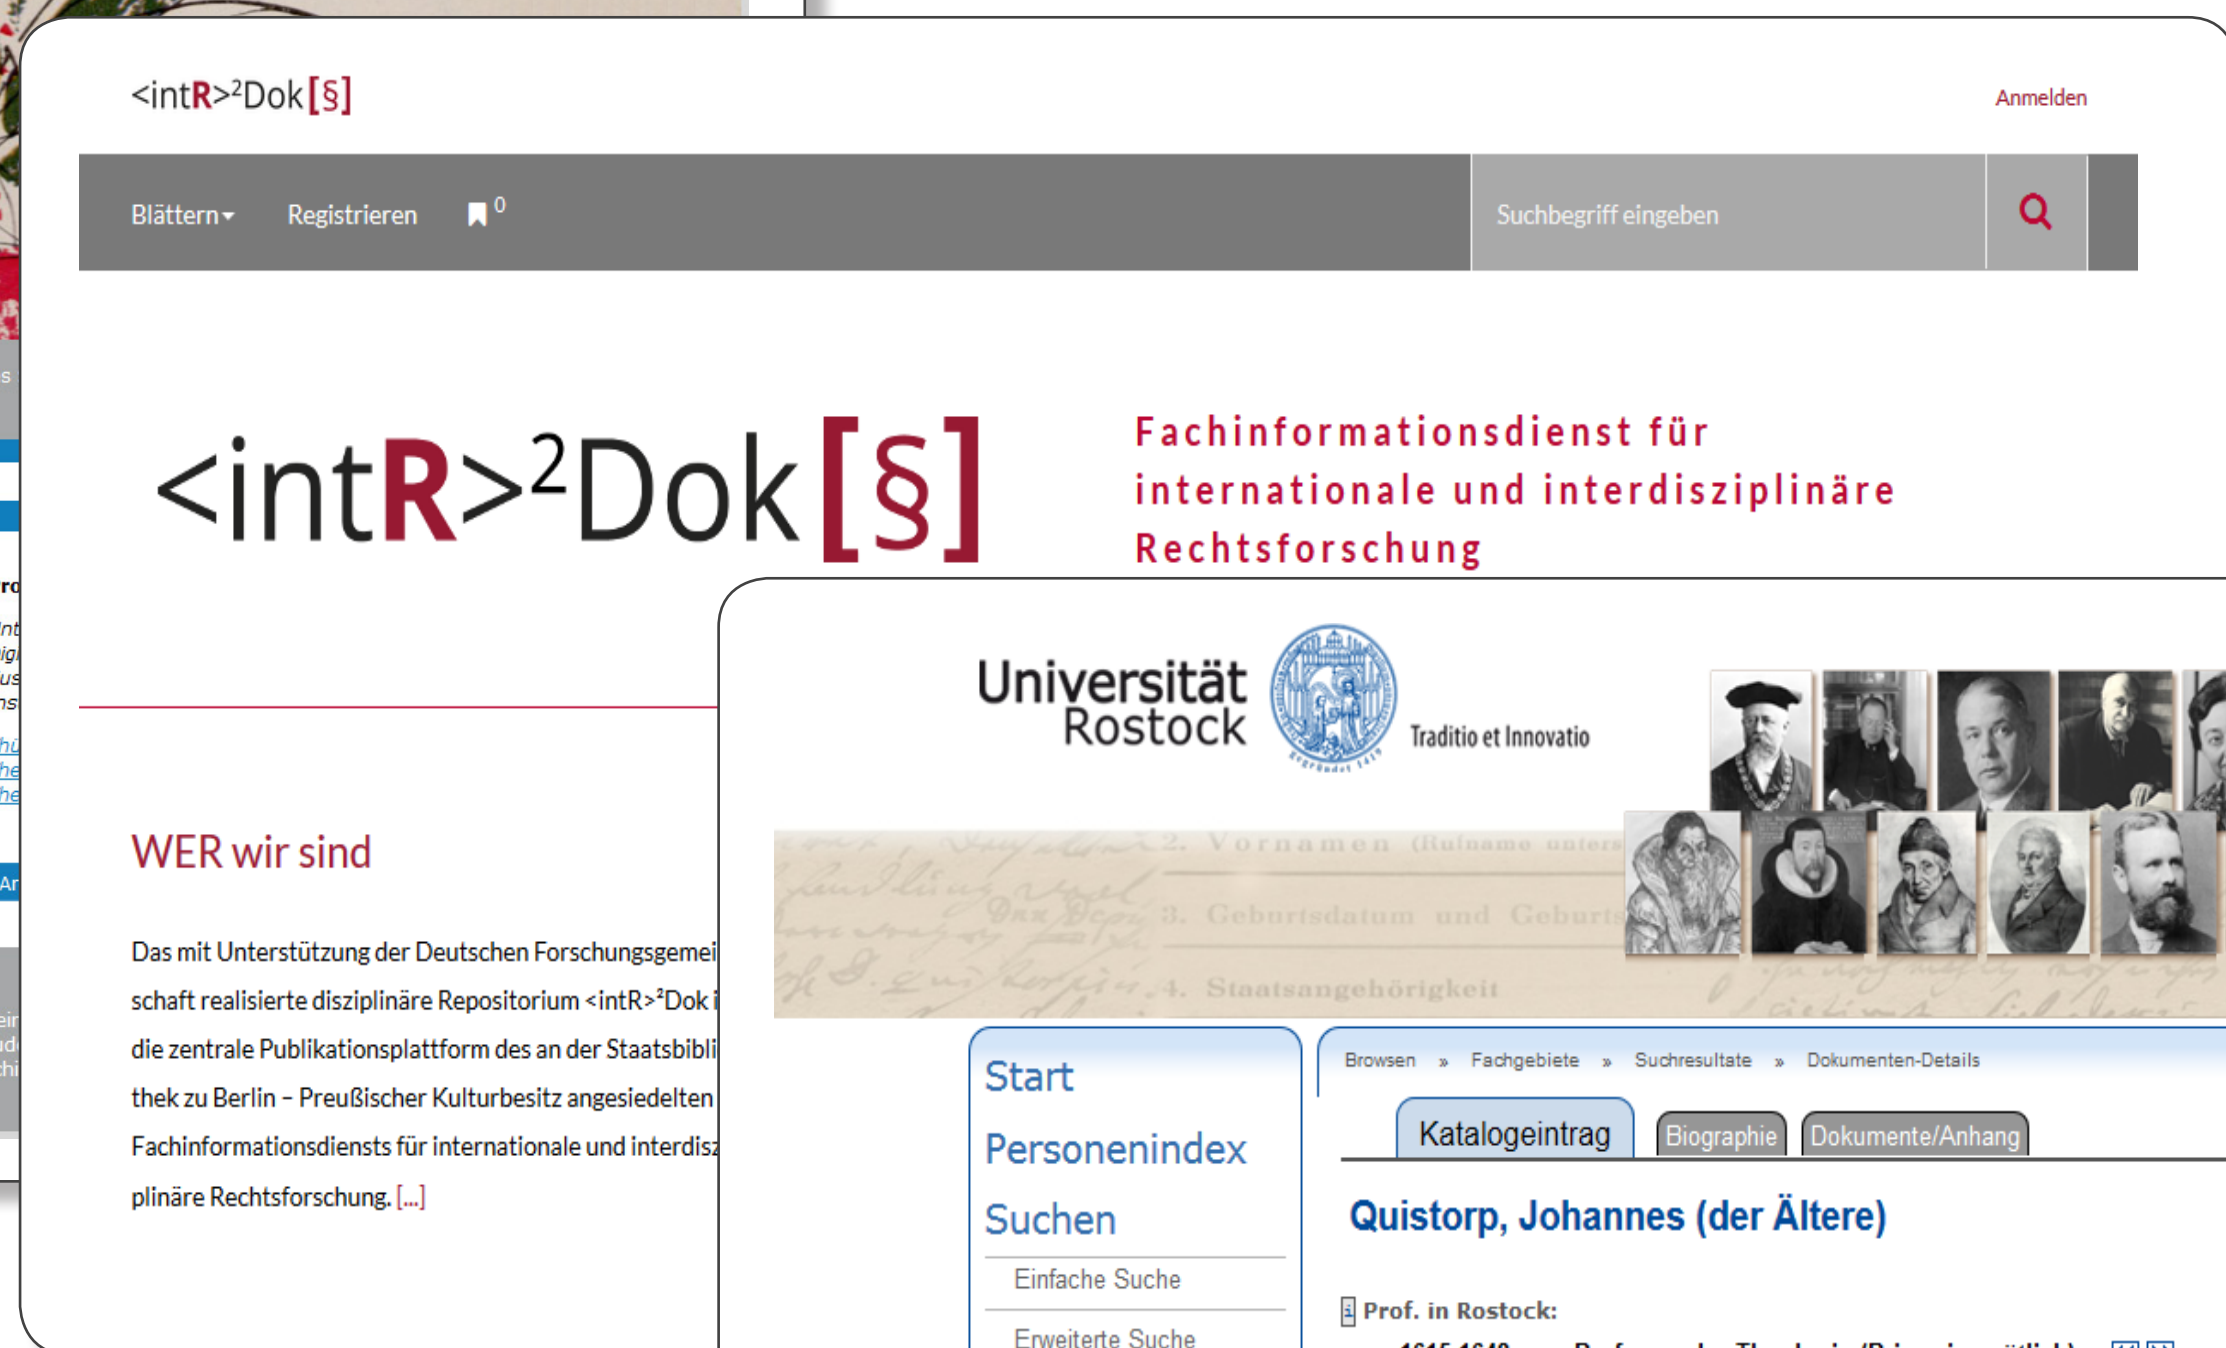 <intR>²Dok[§]
Anmelden
Blättern
Registrieren
0
Suchbegriff eingeben
<intR>²Dok[§]
Fachinformationsdienst für
internationale und interdisziplinäre
Rechtsforschung
WER wir sind
Das mit Unterstützung der Deutschen Forschungsgemei
schaft realisierte disziplinäre Repositorium <intR>²Dok i
die zentrale Publikationsplattform des an der Staatsbibli
thek zu Berlin – Preußischer Kulturbesitz angesiedelten
Fachinformationsdiensts für internationale und interdisz
plinäre Rechtsforschung. [...]
Universität
Rostock
gegründet 1419
Traditio et Innovatio
2. Vornamen (Rufname unters
3. Geburtsdatum und Geburts
4. Staatsangehörigkeit
Start
Personenindex
Suchen
Einfache Suche
Erweiterte Suche
Browsen » Fachgebiete » Suchresultate » Dokumenten-Details
Katalogeintrag
Biographie
Dokumente/Anhang
Quistorp, Johannes (der Ältere)
i Prof. in Rostock: